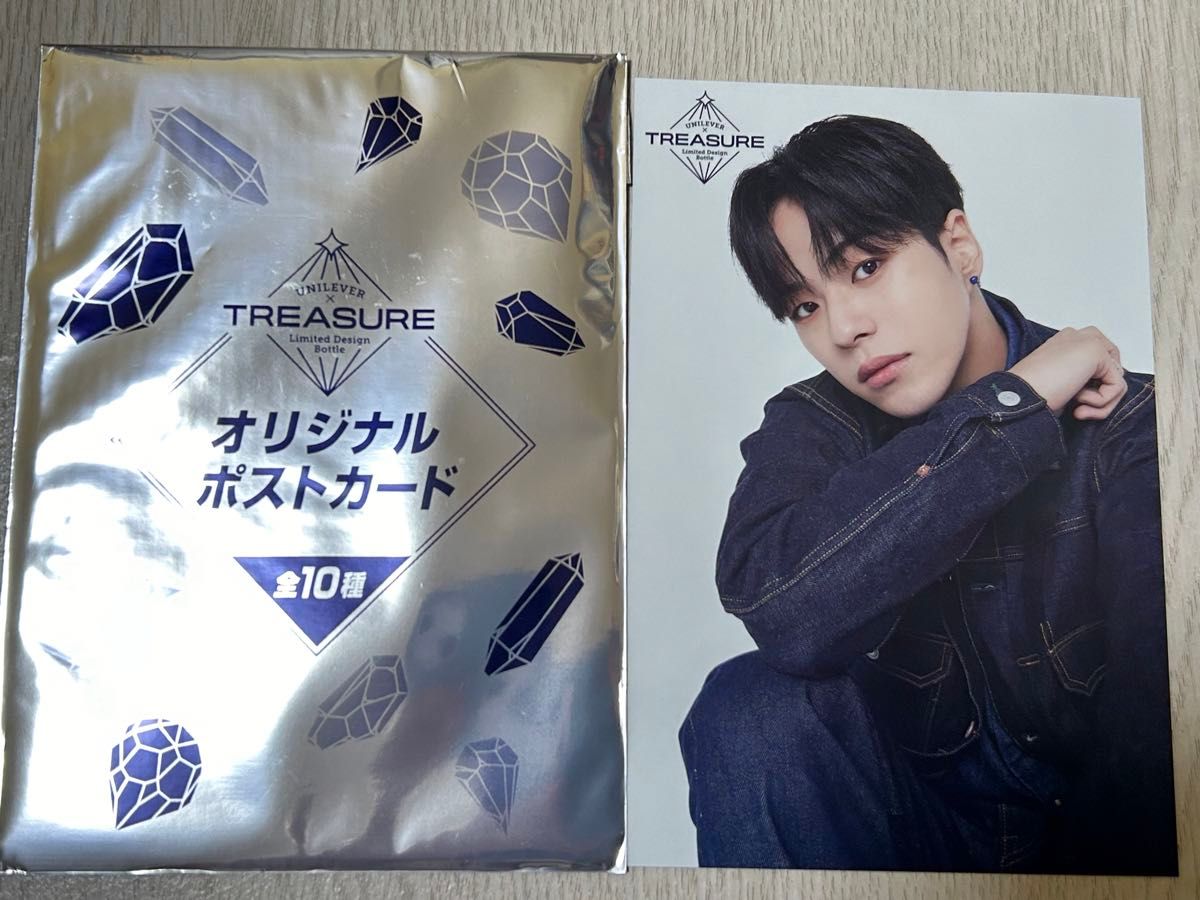 UNILEVER
×
TREASURE
Limited Design
Bottle
オリジナル
ポストカード
全10種
UNILEVER
×
TREASURE
Limited Design
Bottle